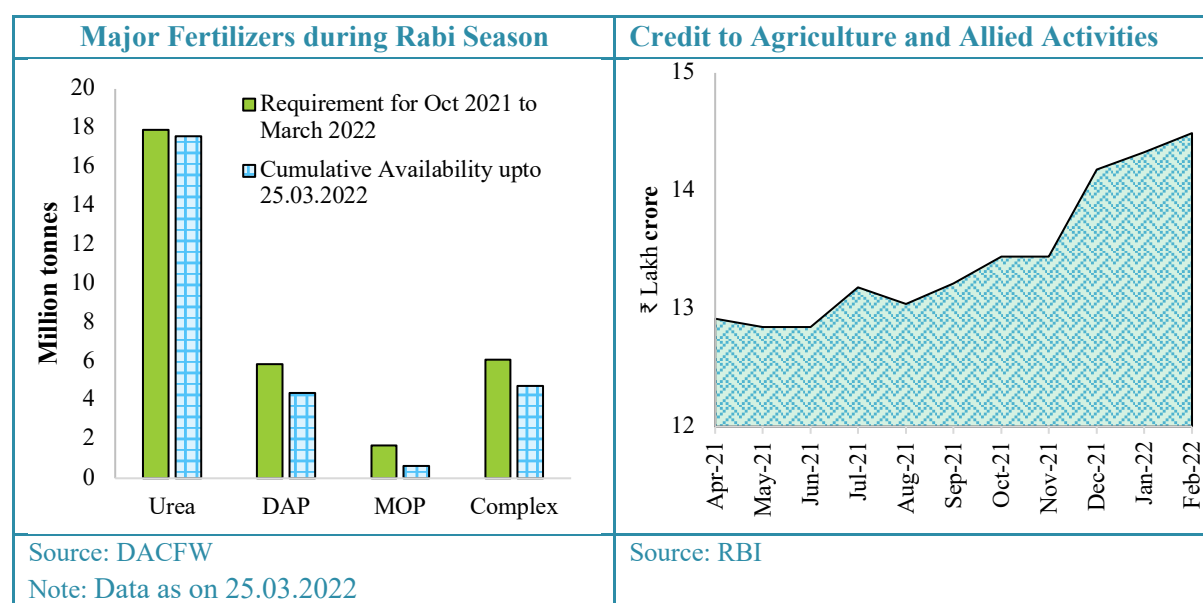 Major Fertilizers during Rabi Season
20
18
16
14
12
10
8
6
4
2
0
Million tonnes
Requirement for Oct 2021 to
March 2022
Cumulative Availability upto
25.03.2022
Urea
DAP
MOP
Complex
Source: DACFW
Note: Data as on 25.03.2022
Credit to Agriculture and Allied Activities
15
14
13
12
₹ Lakh crore
Apr-21
May-21
Jun-21
Jul-21
Aug-21
Sep-21
Oct-21
Nov-21
Dec-21
Jan-22
Feb-22
Source: RBI